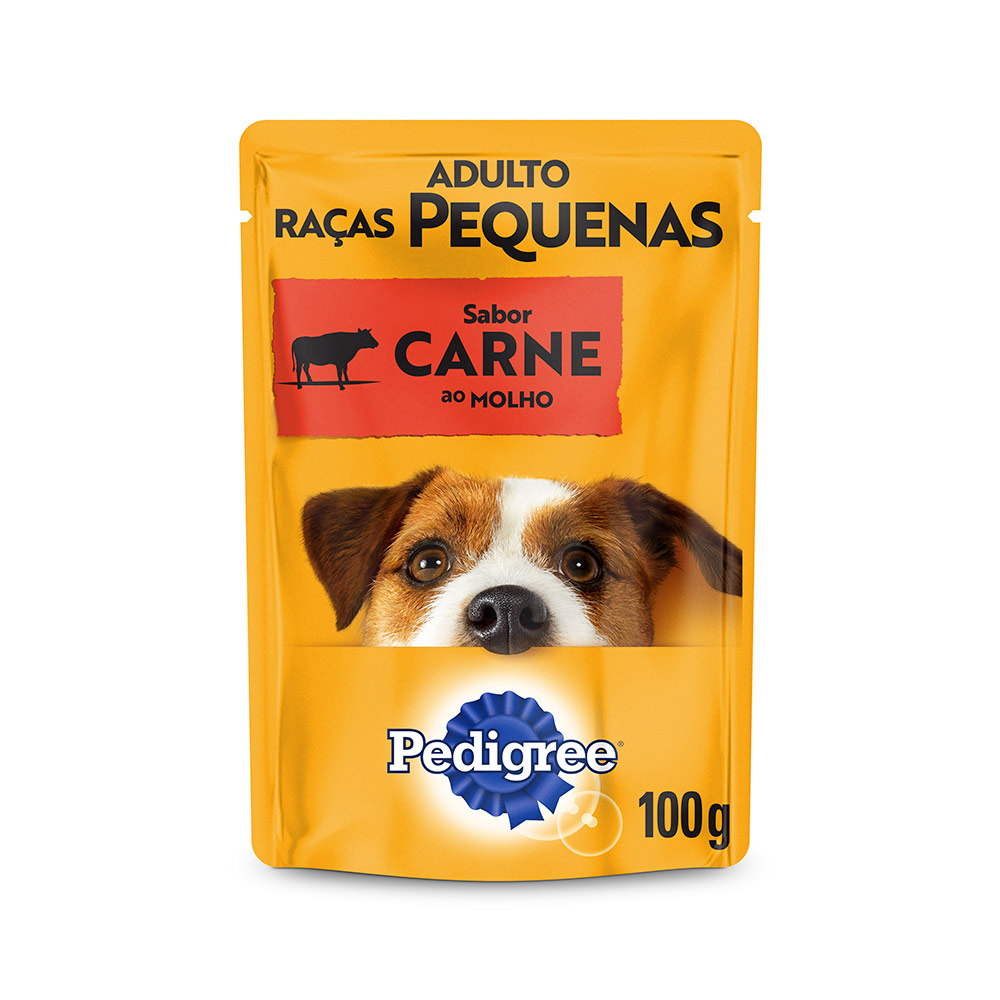 ADULTO
RAÇAS PEQUENAS
Sabor
CARNE
ao MOLHO
Pedigree®
100g